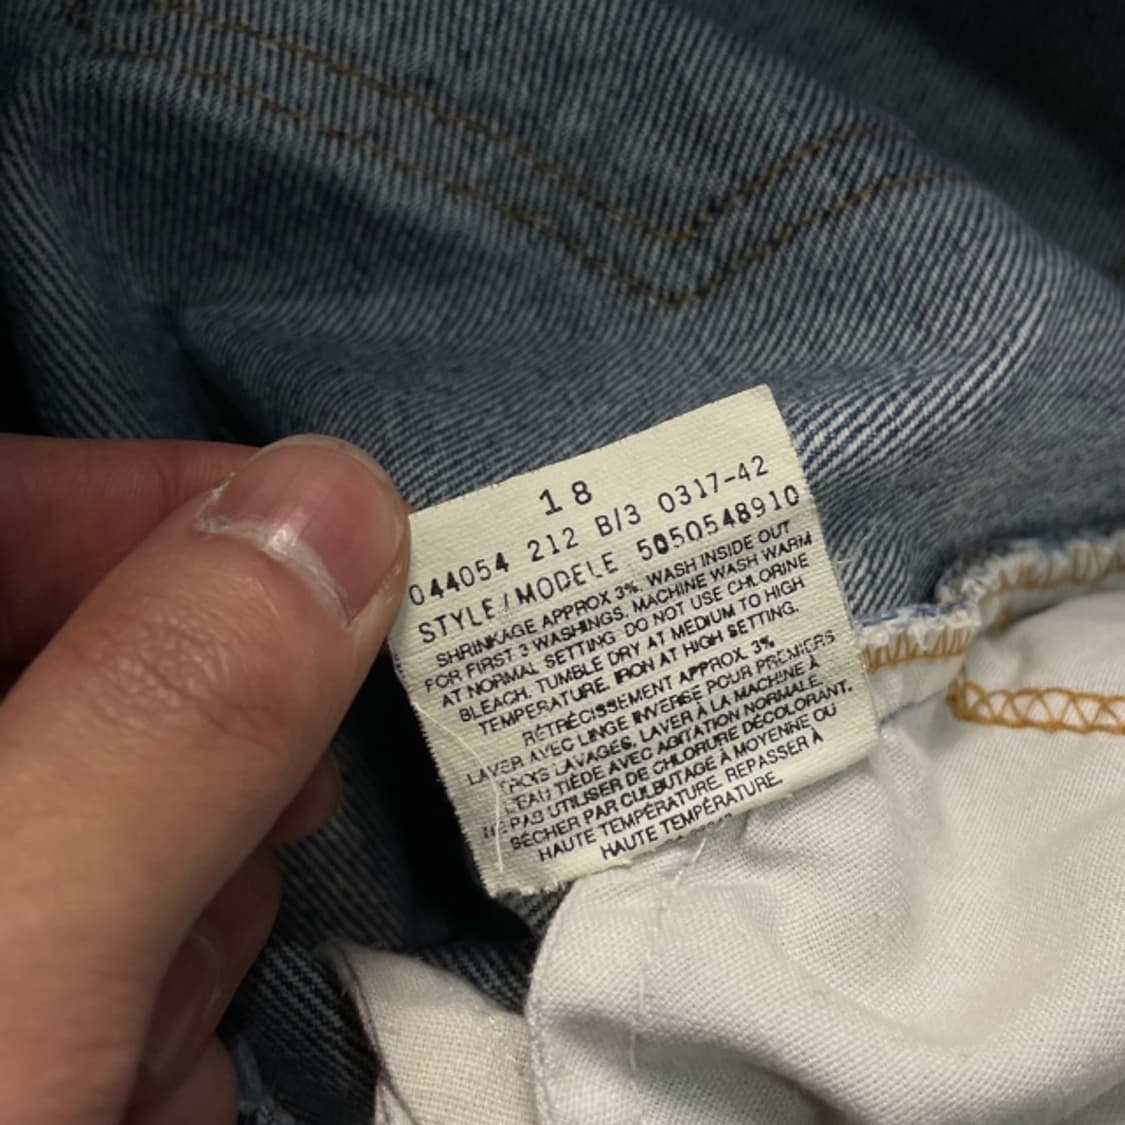 18
044054 212 B/3 0317-42
STYLE / MODELE 5050548910
SHRINKAGE APPROX 3%. WASH INSIDE OUT
FOR FIRST 3 WASHINGS, MACHINE WASH WARM
AT NORMAL SETTING. DO NOT USE CHLORINE
BLEACH. TUMBLE DRY AT MEDIUM TO HIGH
TEMPERATURE. IRON AT HIGH SETTING.
RÉTRÉCISSEMENT APPROX. 3%
LAVER AVEC LINGE INVERSÉ POUR PREMIERS
TROIS LAVAGES, LAVER À LA MACHINE À
L'EAU TIÈDE AVEC AGITATION NORMALE.
NE PAS UTILISER DE CHLORURE DÉCOLORANT.
SÉCHER PAR CULBUTAGE À MOYENNE OU
HAUTE TEMPÉRATURE. REPASSER À
HAUTE TEMPÉRATURE.